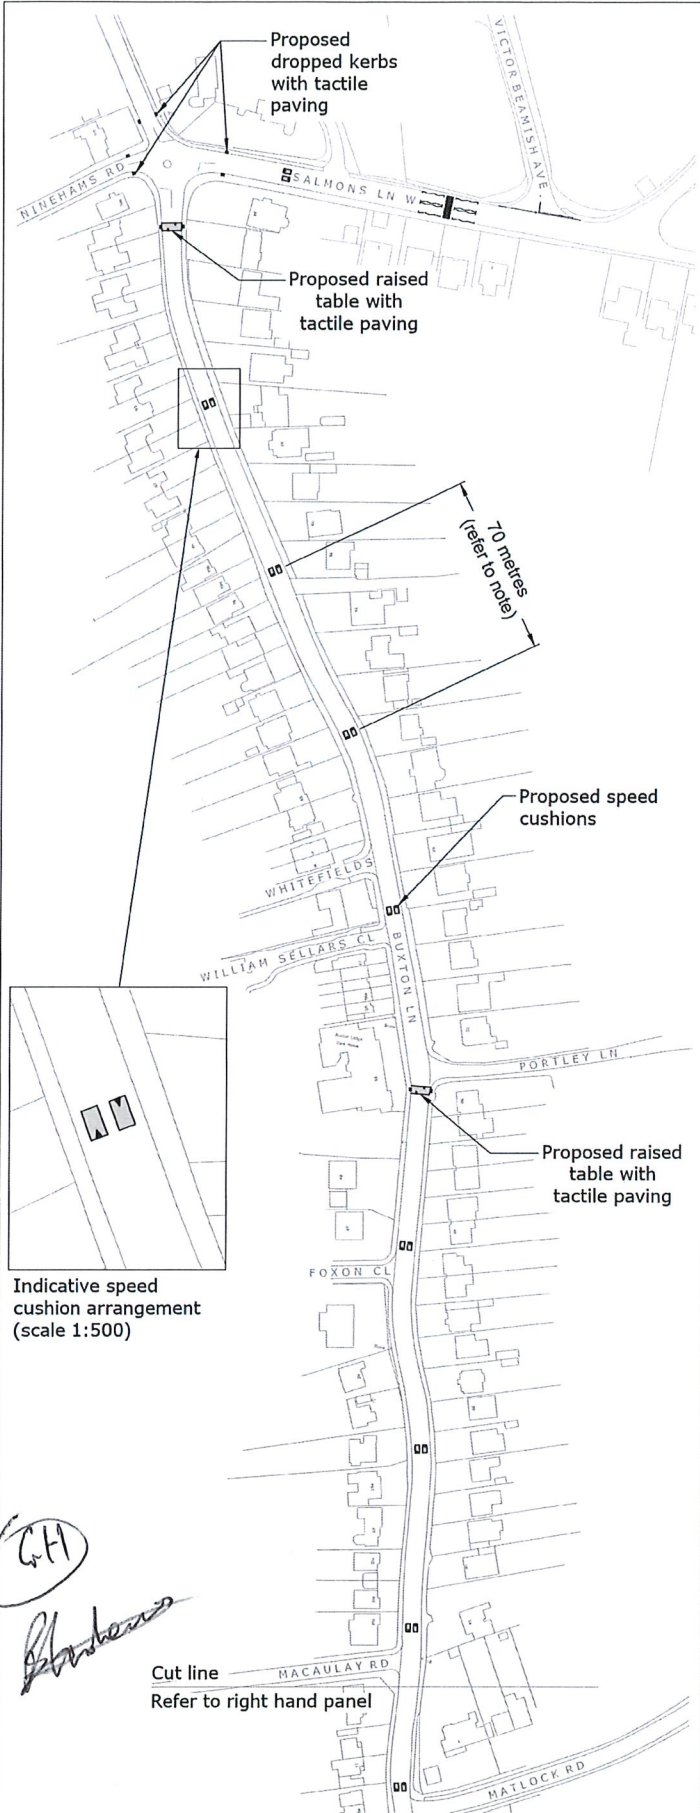 Proposed
dropped kerbs
with tactile
paving
VICTOR BEAMISH AVE
NINEHAMS RD
SALMONS LN W
Proposed raised
table with
tactile paving
70 metres
(refer to note)
Proposed speed
cushions
WHITEFIELDS
WILLIAM SELLARS CL
BUXTON LN
PORTLEY LN
Proposed raised
table with
tactile paving
Indicative speed
cushion arrangement
(scale 1:500)
FOXON CL
GH
Cut line
MACAULAY RD
Refer to right hand panel
MATLOCK RD